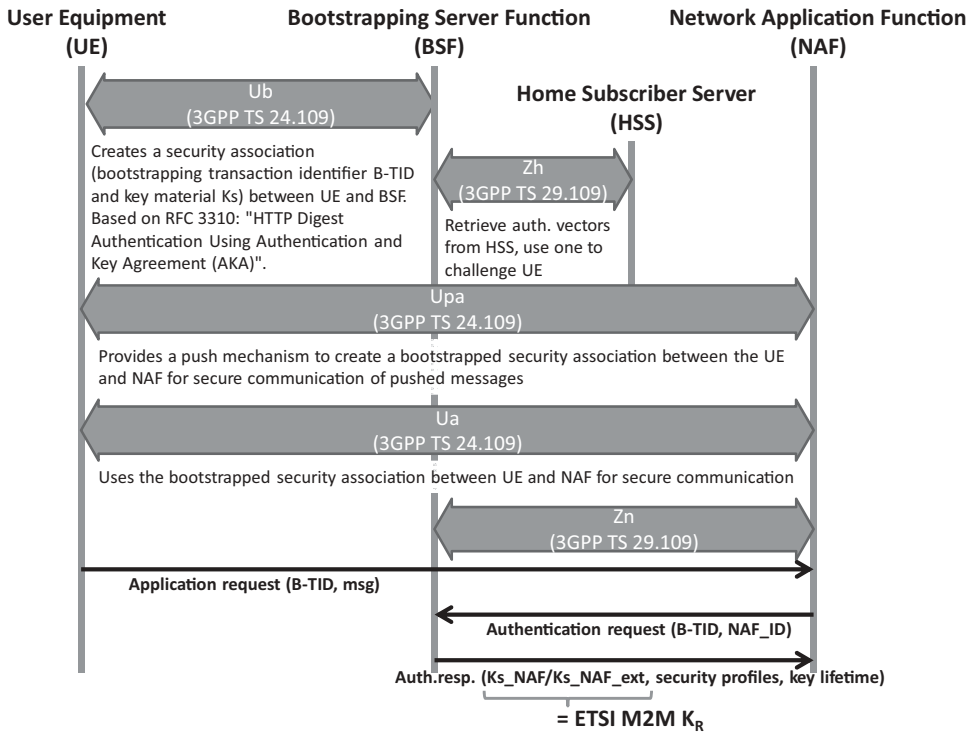 User Equipment
(UE)
Bootstrapping Server Function
(BSF)
Network Application Function
(NAF)
Ub
(3GPP TS 24.109)
Home Subscriber Server
(HSS)
Creates a security association
(bootstrapping transaction identifier B-TID
and key material Ks) between UE and BSF.
Based on RFC 3310: "HTTP Digest
Authentication Using Authentication and
Key Agreement (AKA)".
Zh
(3GPP TS 29.109)
Retrieve auth. vectors
from HSS, use one to
challenge UE
Upa
(3GPP TS 24.109)
Provides a push mechanism to create a bootstrapped security association between the UE
and NAF for secure communication of pushed messages
Ua
(3GPP TS 24.109)
Uses the bootstrapped security association between UE and NAF for secure communication
Zn
(3GPP TS 29.109)
Application request (B-TID, msg)
Authentication request (B-TID, NAF_ID)
Auth.resp. (Ks_NAF/Ks_NAF_ext, security profiles, key lifetime)
= ETSI M2M KR